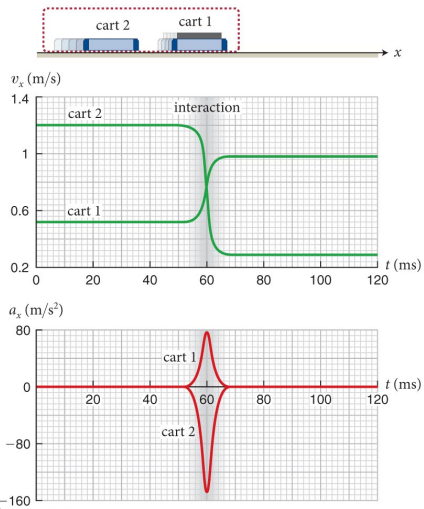 cart 2 cart 1
x
vₓ (m/s)
1.4
interaction
cart 2
1
0.6
cart 1
0.2
t (ms)
0 20 40 60 80 100 120
aₓ (m/s²)
80
cart 1
0
t (ms)
20 40 60 80 100 120
cart 2
−80
−160